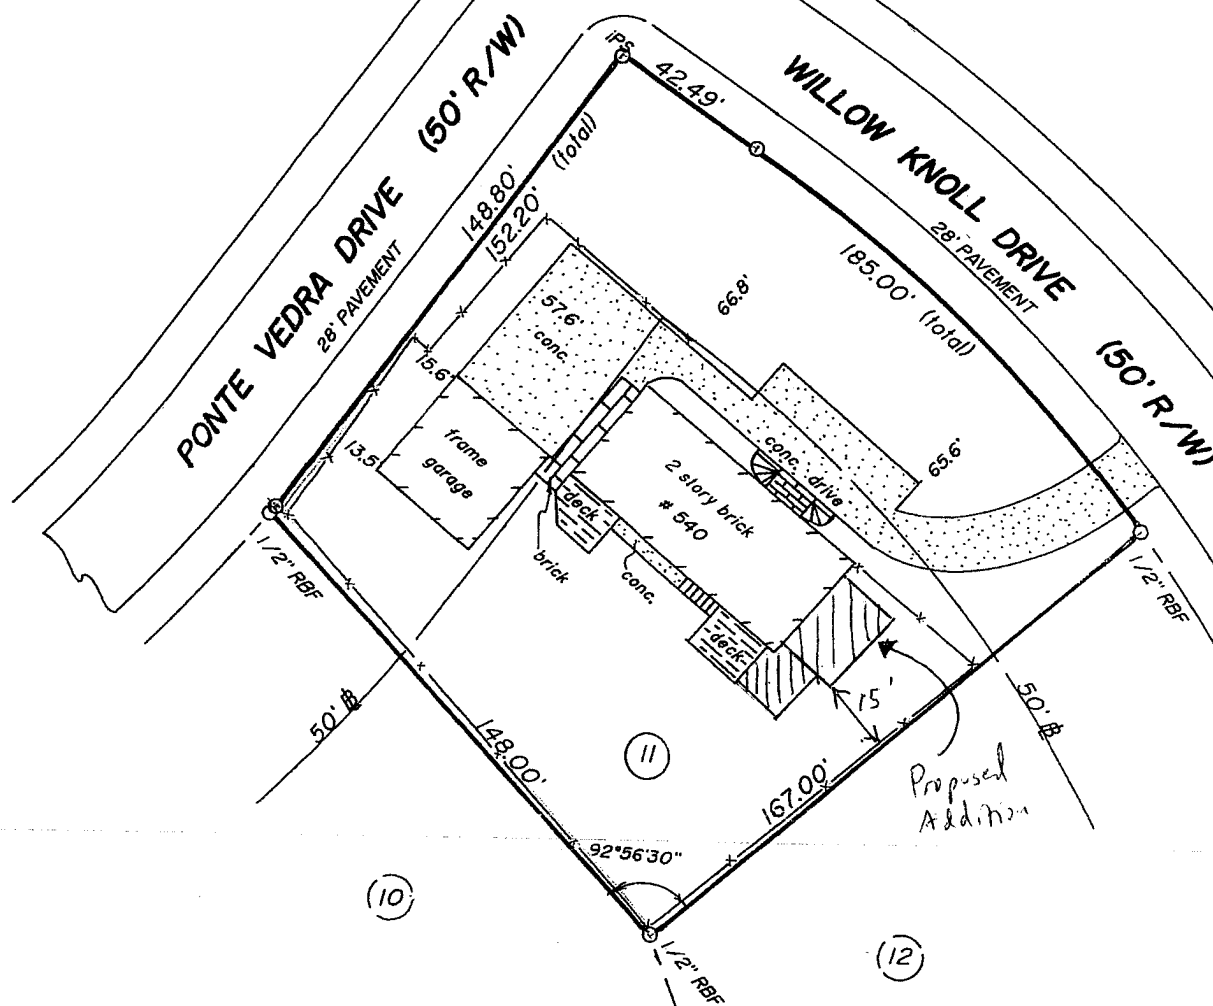 PONTE VEDRA DRIVE (50' R/W)
28' PAVEMENT
WILLOW KNOLL DRIVE (50' R/W)
28' PAVEMENT
IPS
42.49'
148.80'
(total)
152.20'
185.00'
(total)
66.8'
65.6'
57.6'
conc.
15.6'
13.5'
frame
garage
conc. drive
2 story brick
# 540
deck
brick
conc.
deck
1/2" RBF
1/2" RBF
50' BL
50' BL
15'
Proposed
Addition
148.00'
11
167.00'
92°56'30"
10
12
1/2" RBF